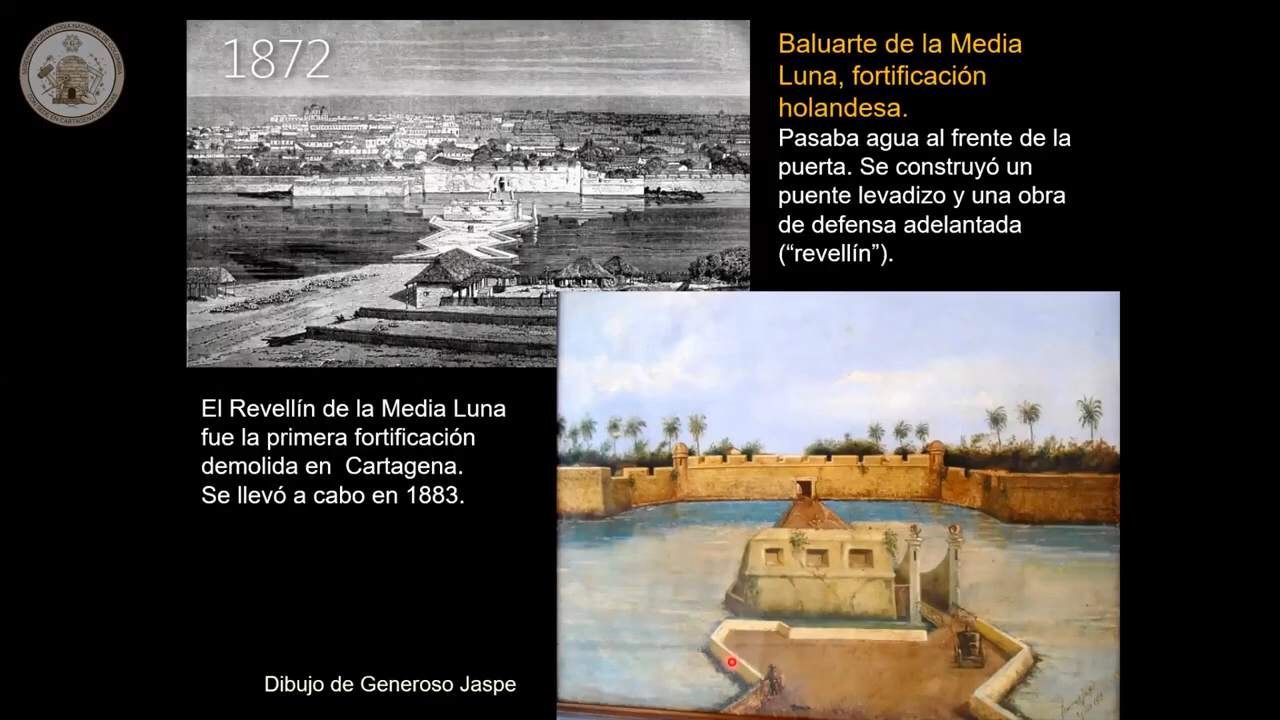 1872
Baluarte de la Media
Luna, fortificación
holandesa.
Pasaba agua al frente de la
puerta. Se construyó un
puente levadizo y una obra
de defensa adelantada
(“revellín”).
El Revellín de la Media Luna
fue la primera fortificación
demolida en Cartagena.
Se llevó a cabo en 1883.
Dibujo de Generoso Jaspe